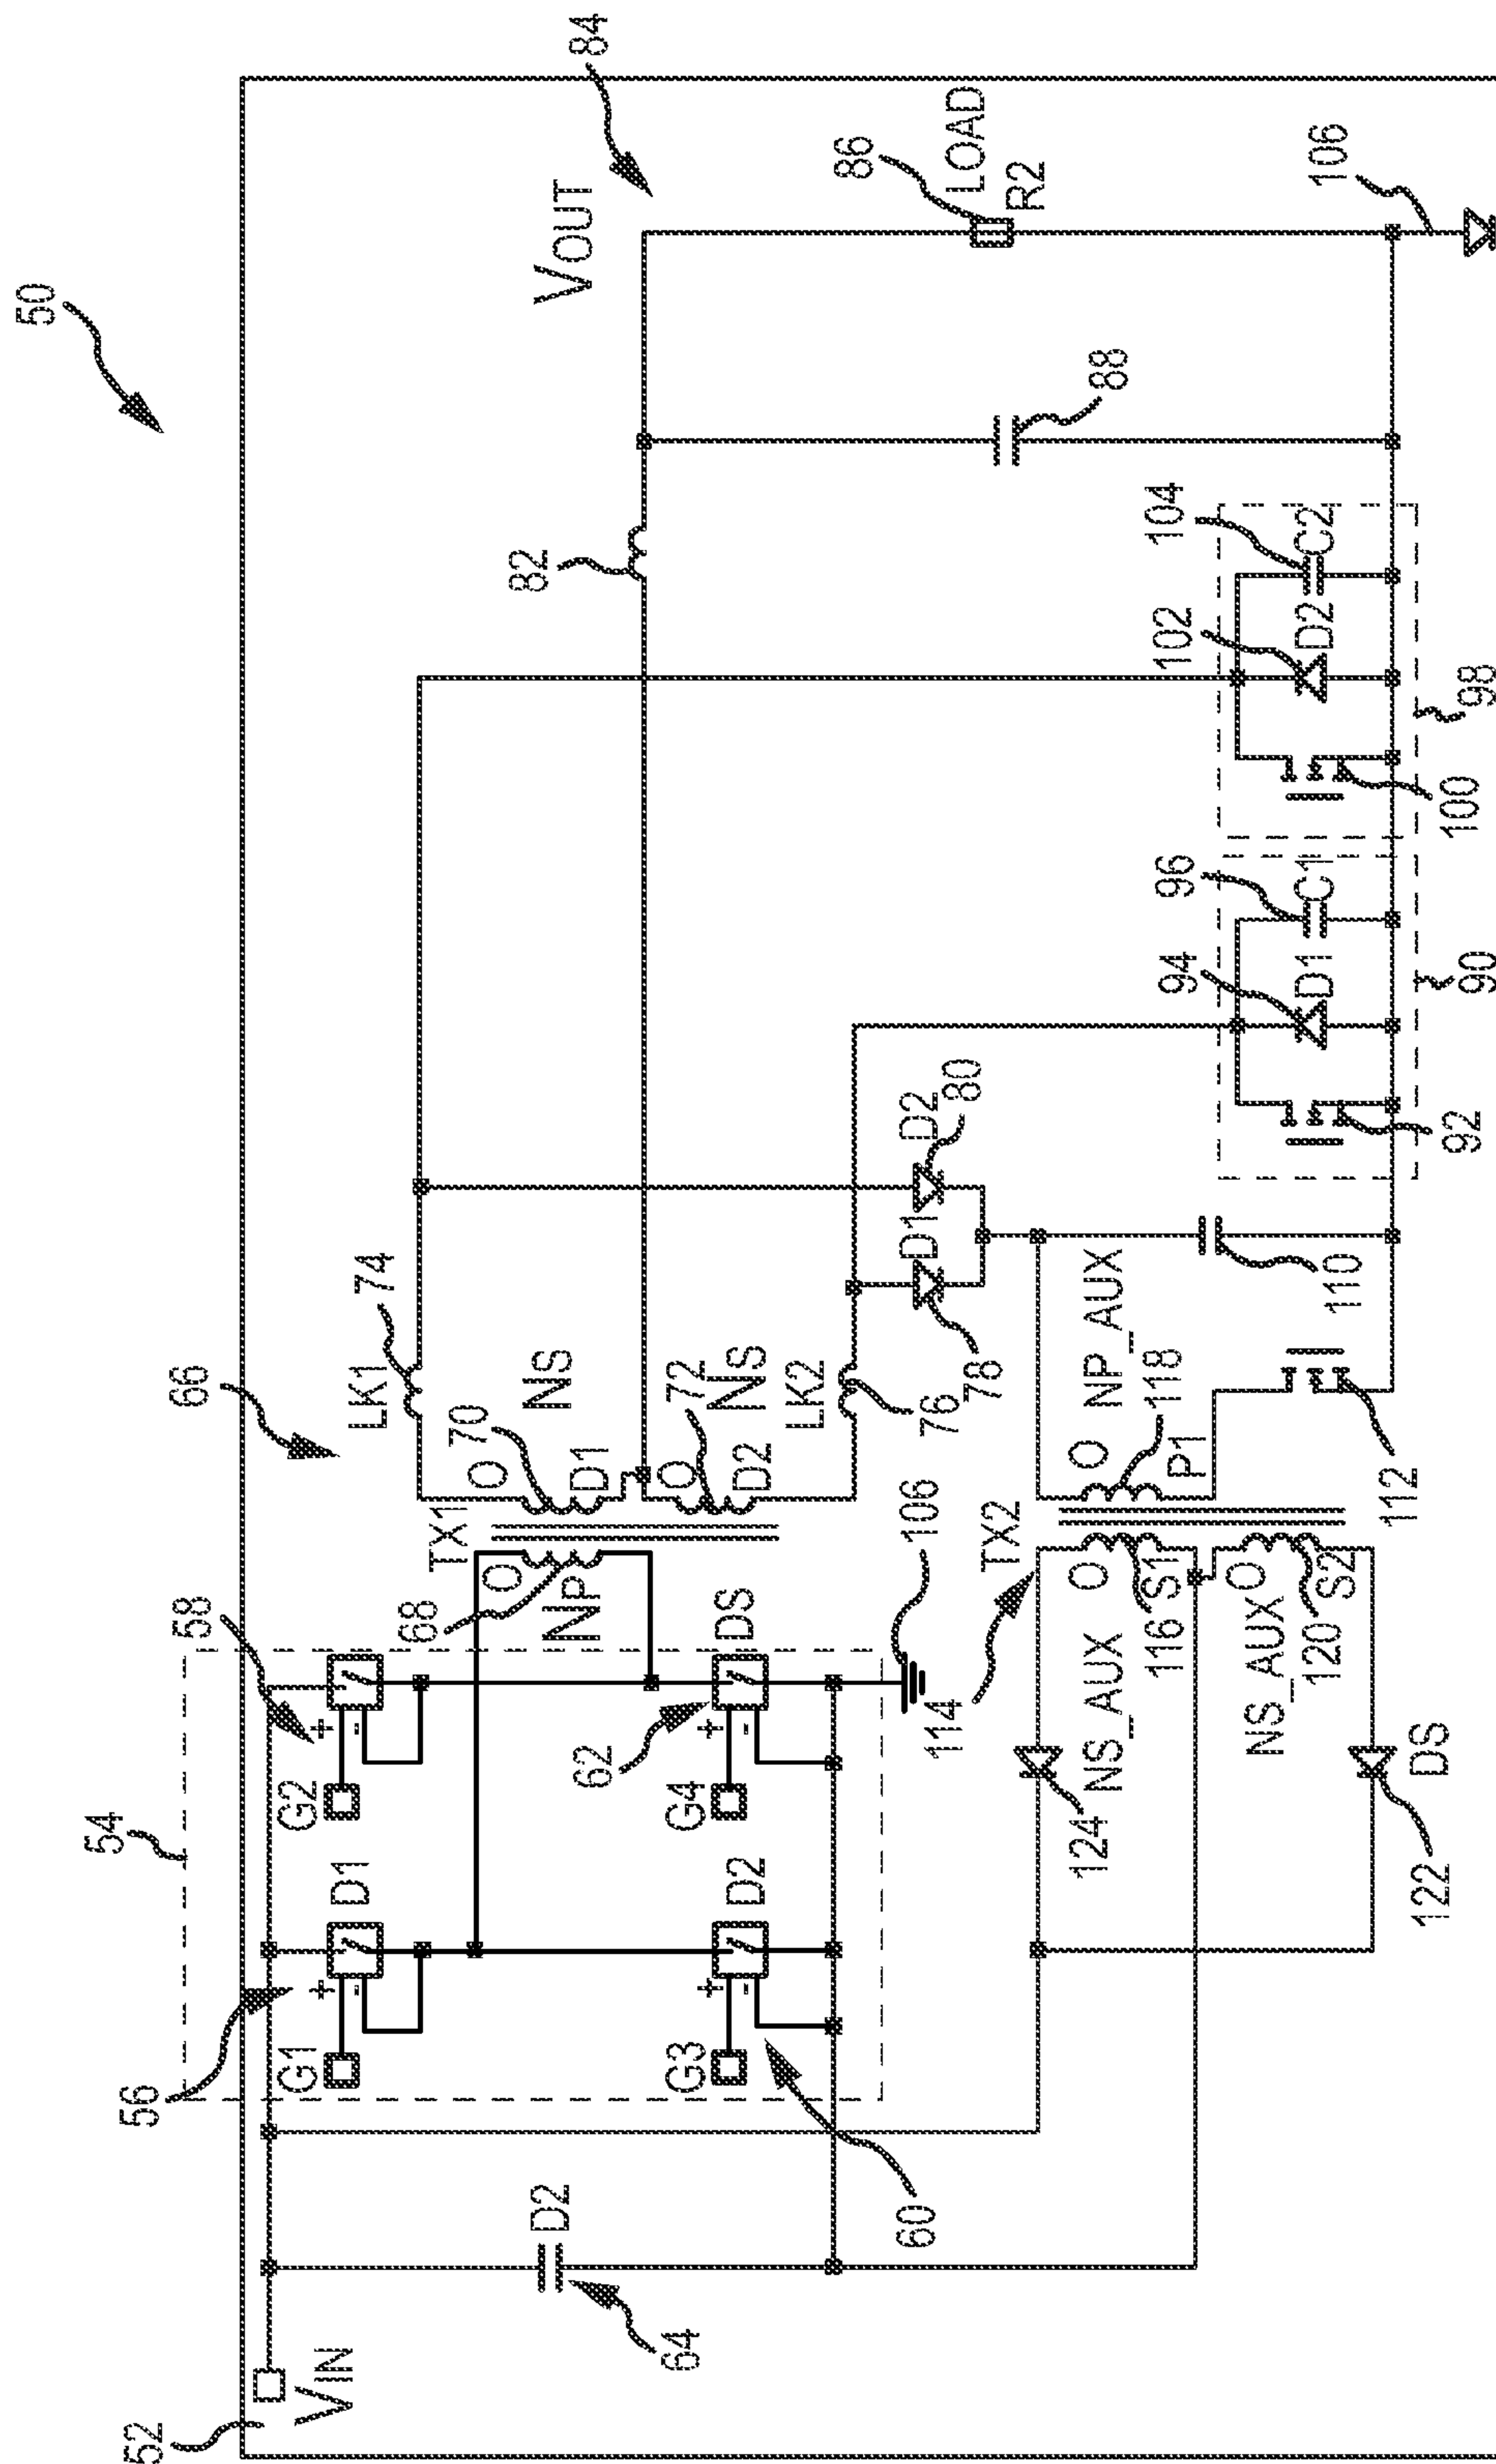 50
52
VIN
54
56
58
G1
+
-
D1
G2
+
-
G3
+
-
D2
60
G4
+
-
DS
62
64
D2
66
TX1
O
NP
68
O
70
D1
NS
LK1
74
O
72
D2
NS
LK2
76
78
D1
D2
80
82
VOUT
84
86
LOAD
R2
88
90
92
94
D1
96
C1
98
100
102
D2
104
C2
106
106
110
112
114
TX2
O
NS_AUX
116
S1
O
NS_AUX
120
S2
O
NP_AUX
118
P1
124
122
DS